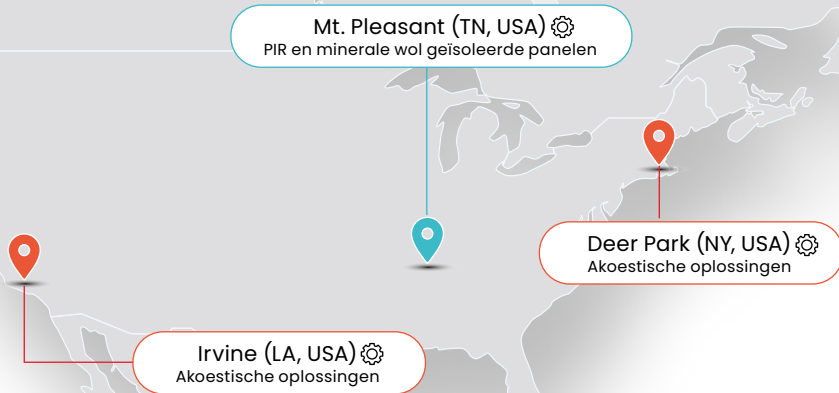 Mt. Pleasant (TN, USA)
PIR en minerale wol geïsoleerde panelen
Deer Park (NY, USA)
Akoestische oplossingen
Irvine (LA, USA)
Akoestische oplossingen